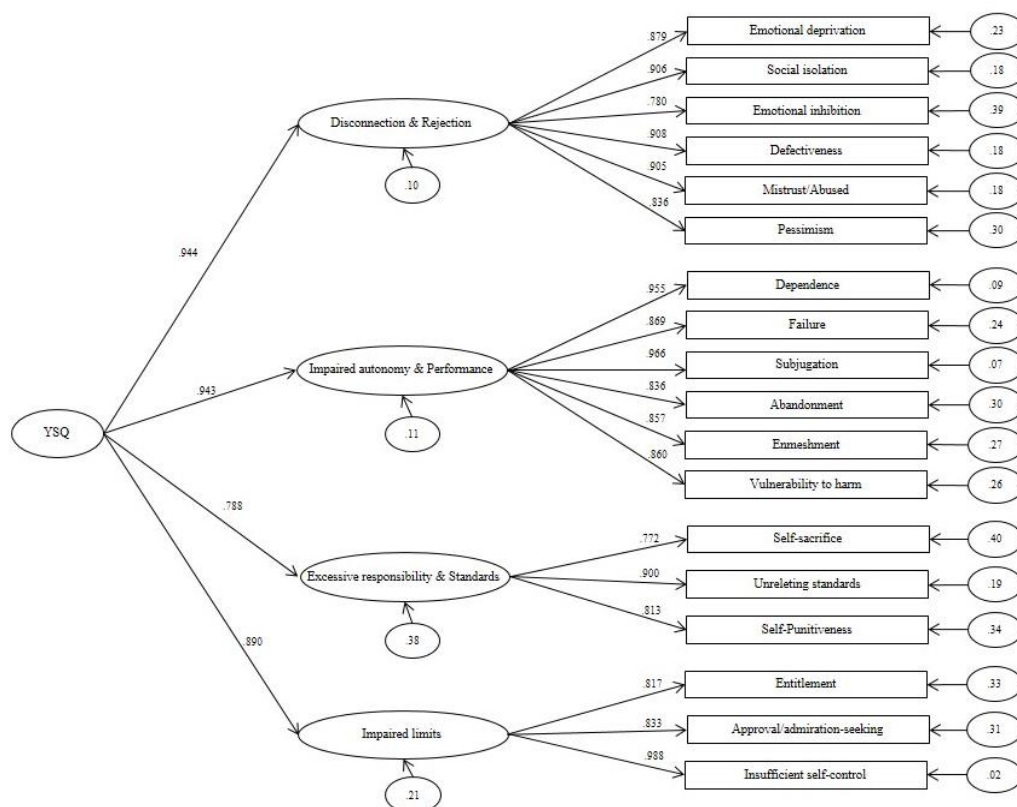 .879
Emotional deprivation
.23
.906
Social isolation
.18
.780
Emotional inhibition
.39
Disconnection & Rejection
.908
Defectiveness
.18
.905
Mistrust/Abused
.18
.10
.836
Pessimism
.30
.944
.955
Dependence
.09
.869
Failure
.24
Impaired autonomy & Performance
.966
Subjugation
.07
.943
.836
Abandonment
.30
YSQ
.11
.857
Enmeshment
.27
.860
Vulnerability to harm
.26
.788
.772
Self-sacrifice
.40
Excessive responsibility & Standards
.900
Unreleting standards
.19
.813
Self-Punitiveness
.34
.38
.890
.817
Entitlement
.33
Impaired limits
.833
Approval/admiration-seeking
.31
.988
Insufficient self-control
.02
.21